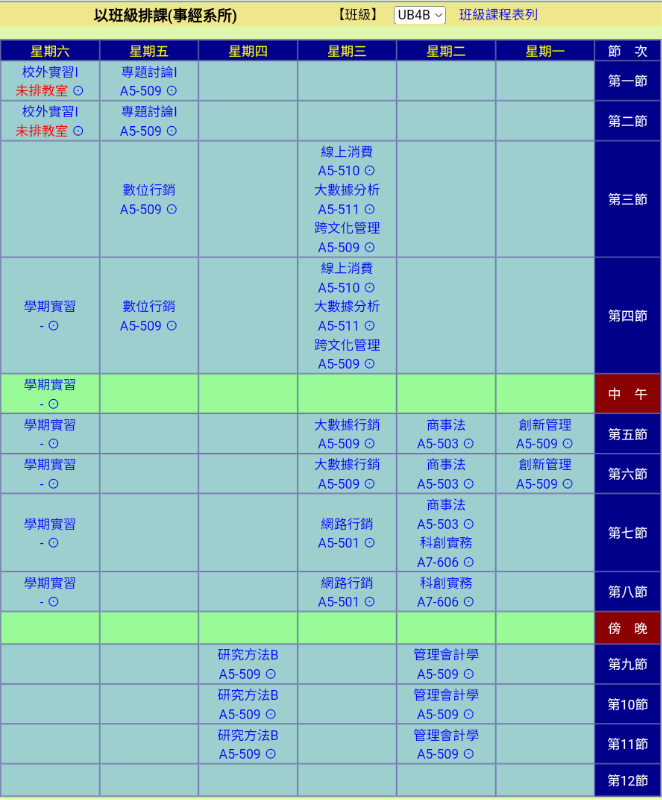 以班級排課(事經系所) 【班級】 UB4B 班級課程表列
星期六 星期五 星期四 星期三 星期二 星期一 節 次
校外實習I 專題討論I
未排教室 ⊙ A5-509 ⊙
第一節
校外實習I 專題討論I
未排教室 ⊙ A5-509 ⊙
第二節
數位行銷
A5-509 ⊙
線上消費
A5-510 ⊙
大數據分析
A5-511 ⊙
跨文化管理
A5-509 ⊙
第三節
學期實習
- ⊙
數位行銷
A5-509 ⊙
線上消費
A5-510 ⊙
大數據分析
A5-511 ⊙
跨文化管理
A5-509 ⊙
第四節
學期實習
- ⊙
中 午
學期實習 大數據行銷 商事法 創新管理
- ⊙ A5-509 ⊙ A5-503 ⊙ A5-509 ⊙
第五節
學期實習 大數據行銷 商事法 創新管理
- ⊙ A5-509 ⊙ A5-503 ⊙ A5-509 ⊙
第六節
學期實習
- ⊙
網路行銷
A5-501 ⊙
商事法
A5-503 ⊙
科創實務
A7-606 ⊙
第七節
學期實習 網路行銷 科創實務
- ⊙ A5-501 ⊙ A7-606 ⊙
第八節
傍 晚
研究方法B 管理會計學
A5-509 ⊙ A5-509 ⊙
第九節
研究方法B 管理會計學
A5-509 ⊙ A5-509 ⊙
第10節
研究方法B 管理會計學
A5-509 ⊙ A5-509 ⊙
第11節
第12節